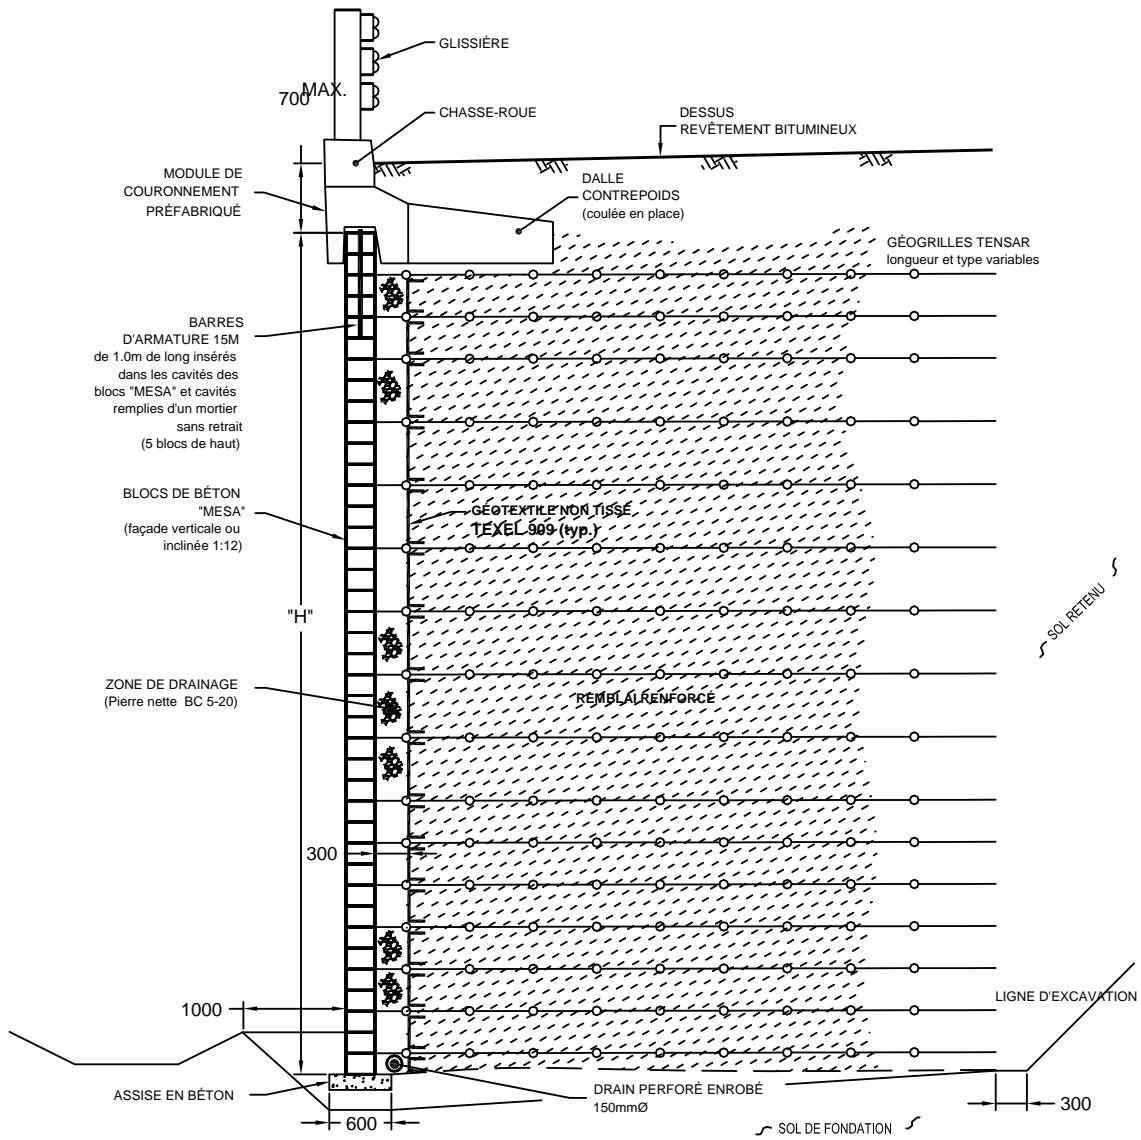 GLISSIÈRE
MAX.
700
CHASSE-ROUE
DESSUS
REVÊTEMENT BITUMINEUX
MODULE DE
COURONNEMENT
PRÉFABRIQUÉ
DALLE
CONTREPOIDS
(coulée en place)
GÉOGRILLES TENSAR
longueur et type variables
BARRES
D'ARMATURE 15M
de 1.0m de long insérés
dans les cavités des
blocs "MESA" et cavités
remplies d'un mortier
sans retrait
(5 blocs de haut)
BLOCS DE BÉTON
"MESA"
(façade verticale ou
inclinée 1:12)
GÉOTEXTILE NON TISSÉ
TEXEL 909 (typ.)
"H"
SOL RETENU
ZONE DE DRAINAGE
(Pierre nette BC 5-20)
REMBLAI RENFORCÉ
300
1000
LIGNE D'EXCAVATION
ASSISE EN BÉTON
DRAIN PERFORÉ ENROBÉ
150mmØ
300
600
SOL DE FONDATION